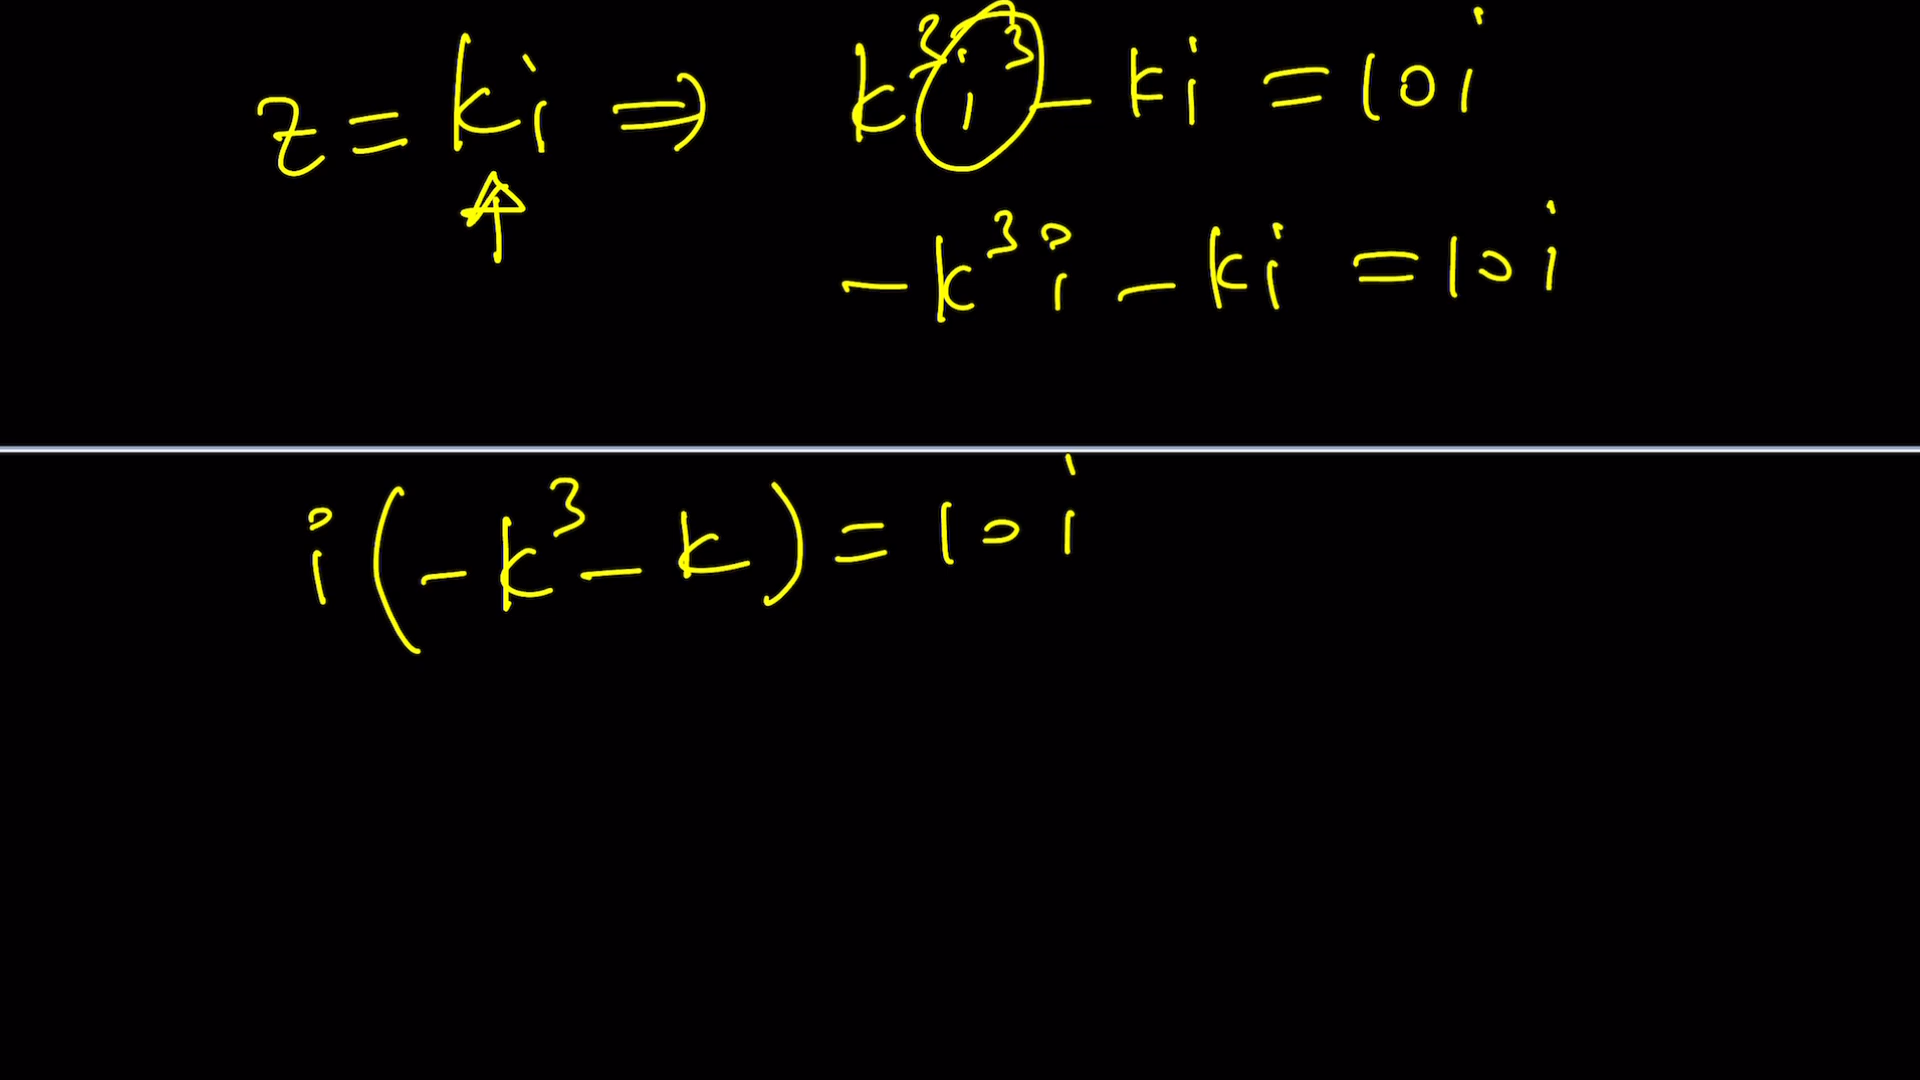 z = ki ⇒ k³i³ - ki = 10i
-k³i - ki = 10i
i(-k³ - k) = 10i